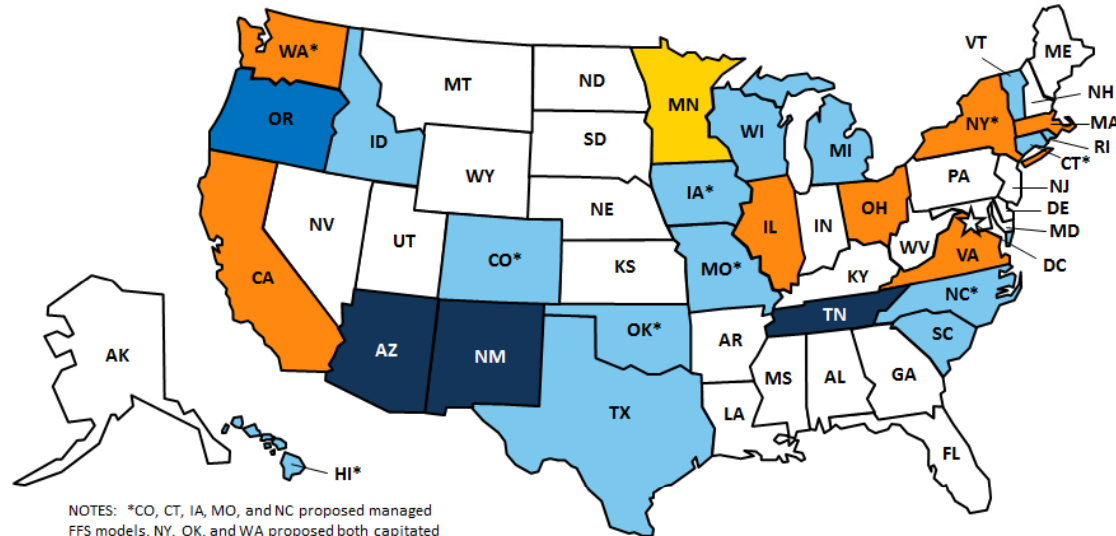 WA*
MT
ND
MN
VT
ME
NH
OR
ID
SD
WI
MI
NY*
MA
RI
CT*
WY
IA*
PA
NJ
NV
NE
IL
IN
OH
DE
MD
UT
CO*
KS
MO*
WV
VA
DC
CA
KY
NC*
TN
AZ
NM
OK*
AR
SC
AK
MS
AL
GA
TX
LA
FL
HI*
NOTES: *CO, CT, IA, MO, and NC proposed managed
FFS models. NY, OK, and WA proposed both capitated